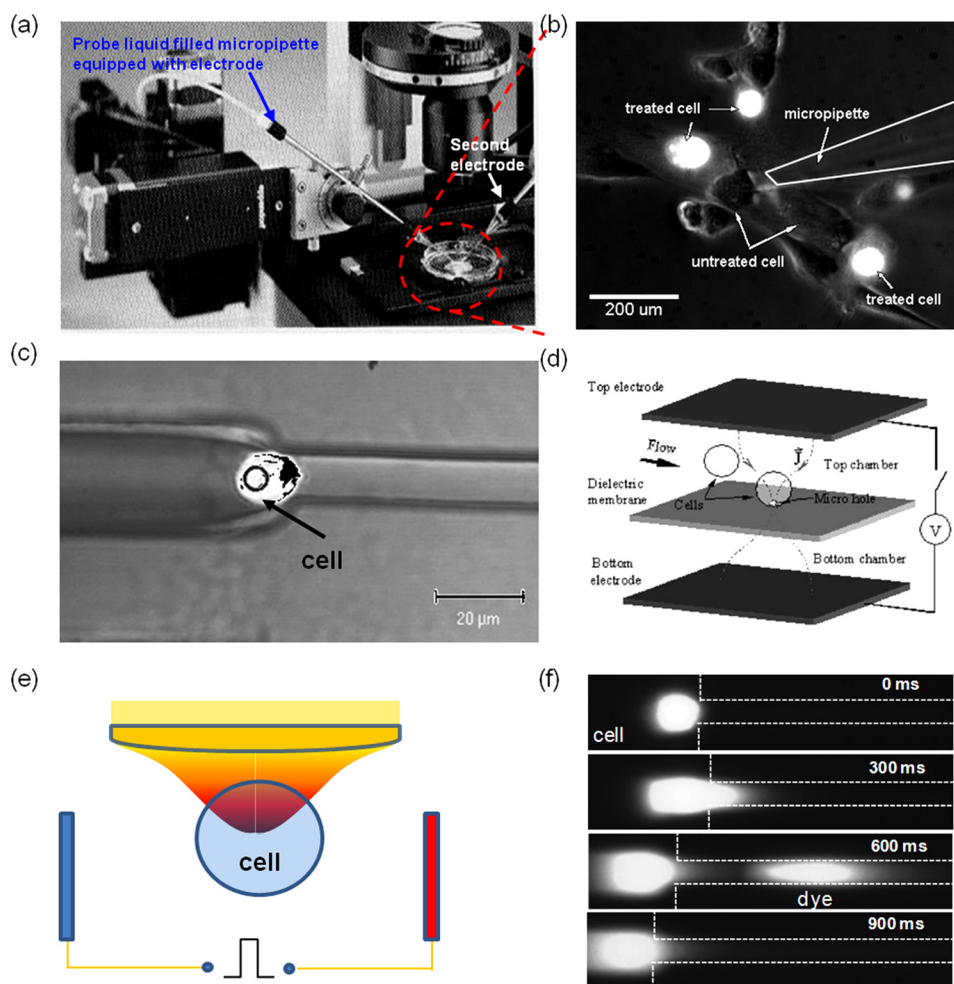 (a)
Probe liquid filled micropipette
equipped with electrode
Second
electrode
(b)
treated cell
micropipette
untreated cell
treated cell
200 um
(c)
cell
20 µm
(d)
Top electrode
Flow
J
Top chamber
Dielectric
membrane
Cells
Micro hole
V
Bottom chamber
Bottom
electrode
(e)
cell
(f)
0 ms
cell
300 ms
600 ms
dye
900 ms